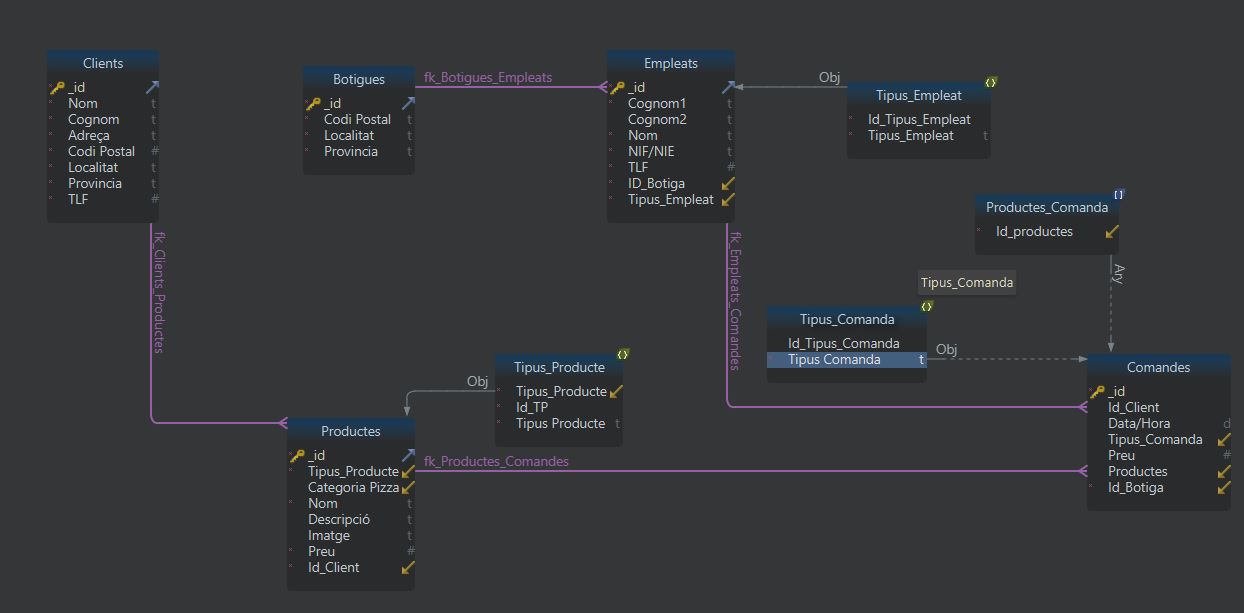 Clients
_id
Nom
t
Cognom
t
Adreça
t
Codi Postal
#
Localitat
t
Provincia
t
TLF
#
Botigues
_id
Codi Postal
t
Localitat
t
Provincia
t
fk_Botigues_Empleats
Empleats
_id
Cognom1
t
Cognom2
t
Nom
t
NIF/NIE
t
TLF
#
ID_Botiga
Tipus_Empleat
Obj
{}
Tipus_Empleat
Id_Tipus_Empleat
Tipus_Empleat
t
[]
Productes_Comanda
Id_productes
Ary
fk_Clients_Productes
fk_Empleats_Comandes
Tipus_Comanda
{}
Tipus_Comanda
Id_Tipus_Comanda
Tipus Comanda
t
Obj
{}
Tipus_Producte
Tipus_Producte
Id_TP
Tipus Producte
t
Obj
Comandes
_id
Id_Client
Data/Hora
d
Tipus_Comanda
Preu
#
Productes
Id_Botiga
Productes
_id
Tipus_Producte
Categoria Pizza
Nom
t
Descripció
t
Imatge
t
Preu
#
Id_Client
fk_Productes_Comandes